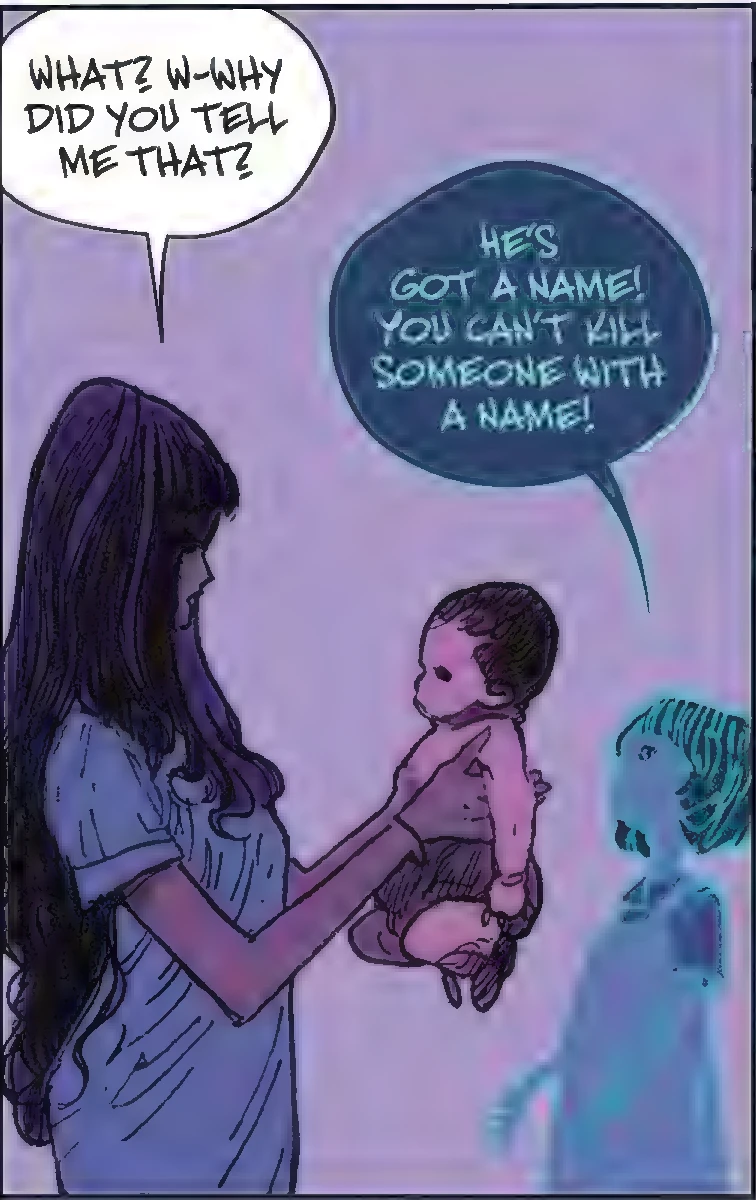 WHAT? W-WHY
DID YOU TELL
ME THAT?
HE'S
GOT A NAME!
YOU CAN'T KILL
SOMEONE WITH
A NAME!